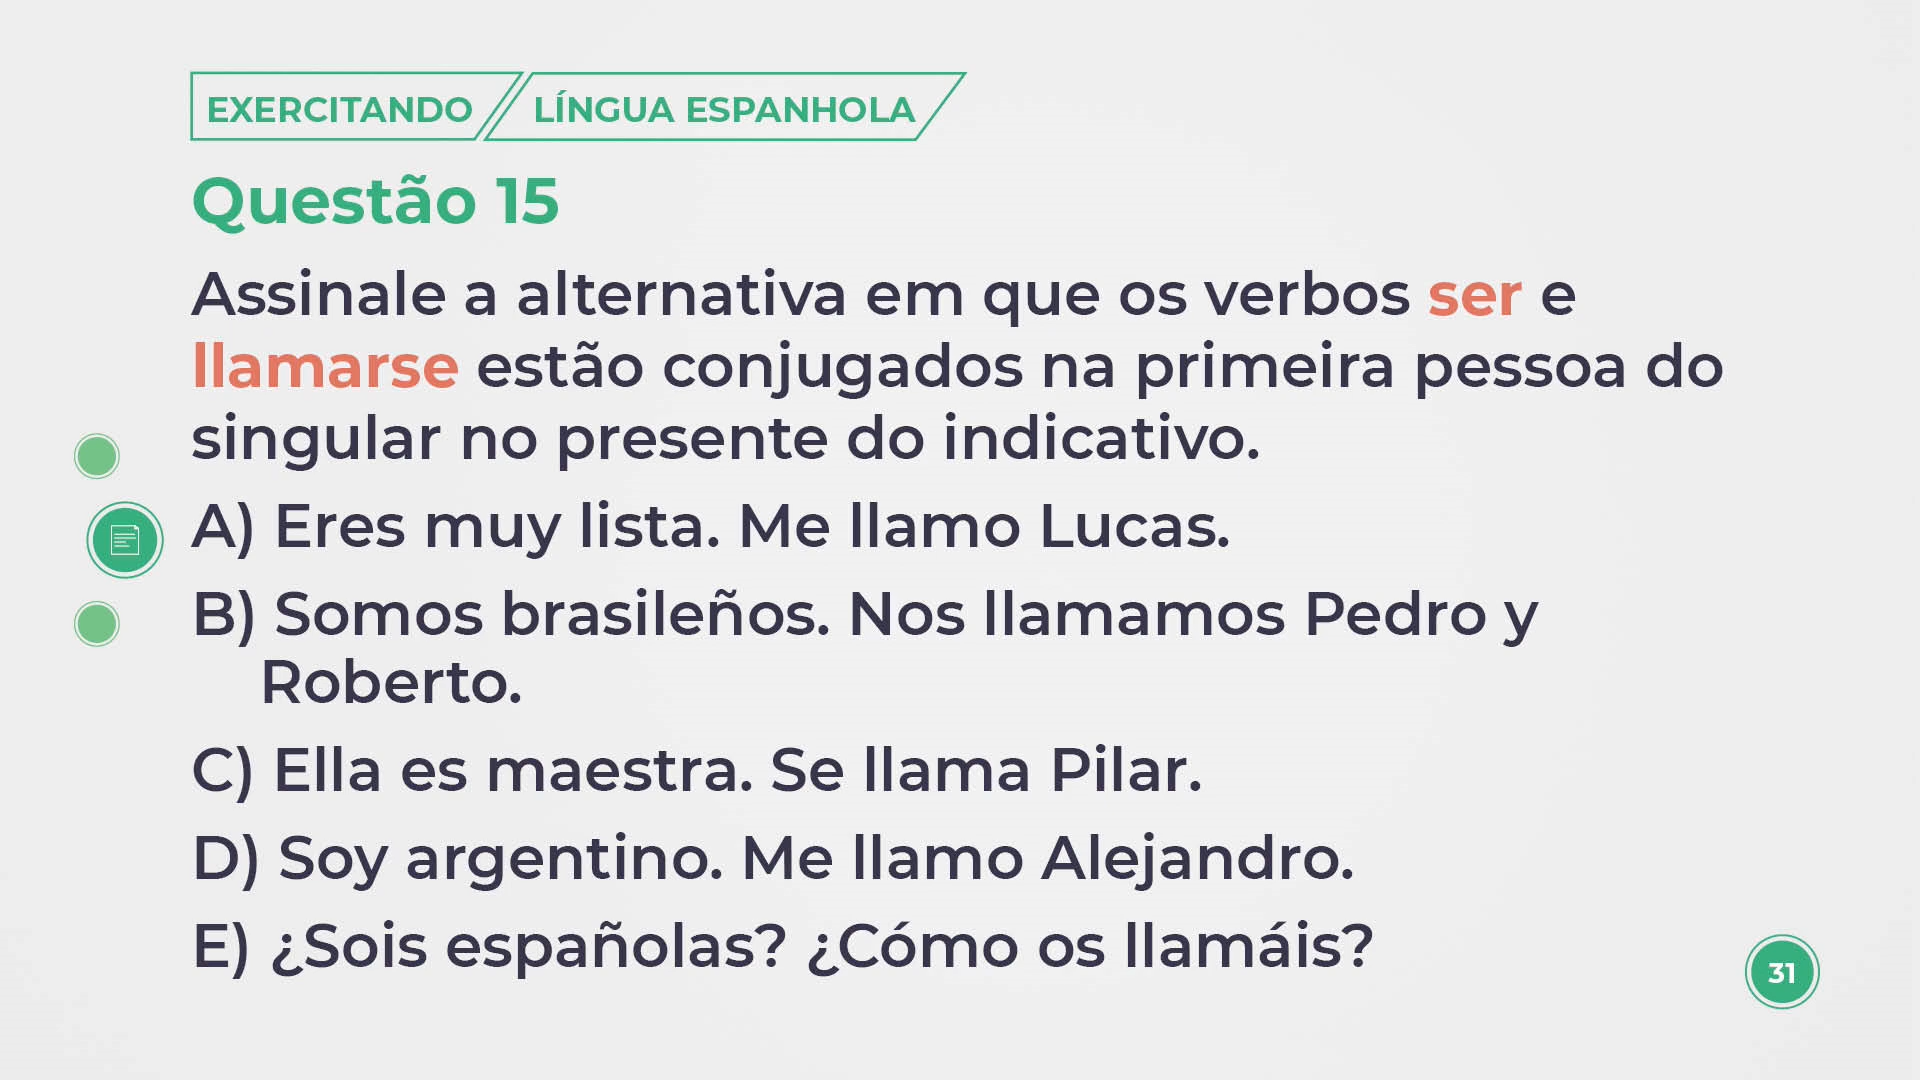 EXERCITANDO LÍNGUA ESPANHOLA
Questão 15
Assinale a alternativa em que os verbos ser e
llamarse estão conjugados na primeira pessoa do
singular no presente do indicativo.
A) Eres muy lista. Me llamo Lucas.
B) Somos brasileños. Nos llamamos Pedro y
Roberto.
C) Ella es maestra. Se llama Pilar.
D) Soy argentino. Me llamo Alejandro.
E) ¿Sois españolas? ¿Cómo os llamáis?
31